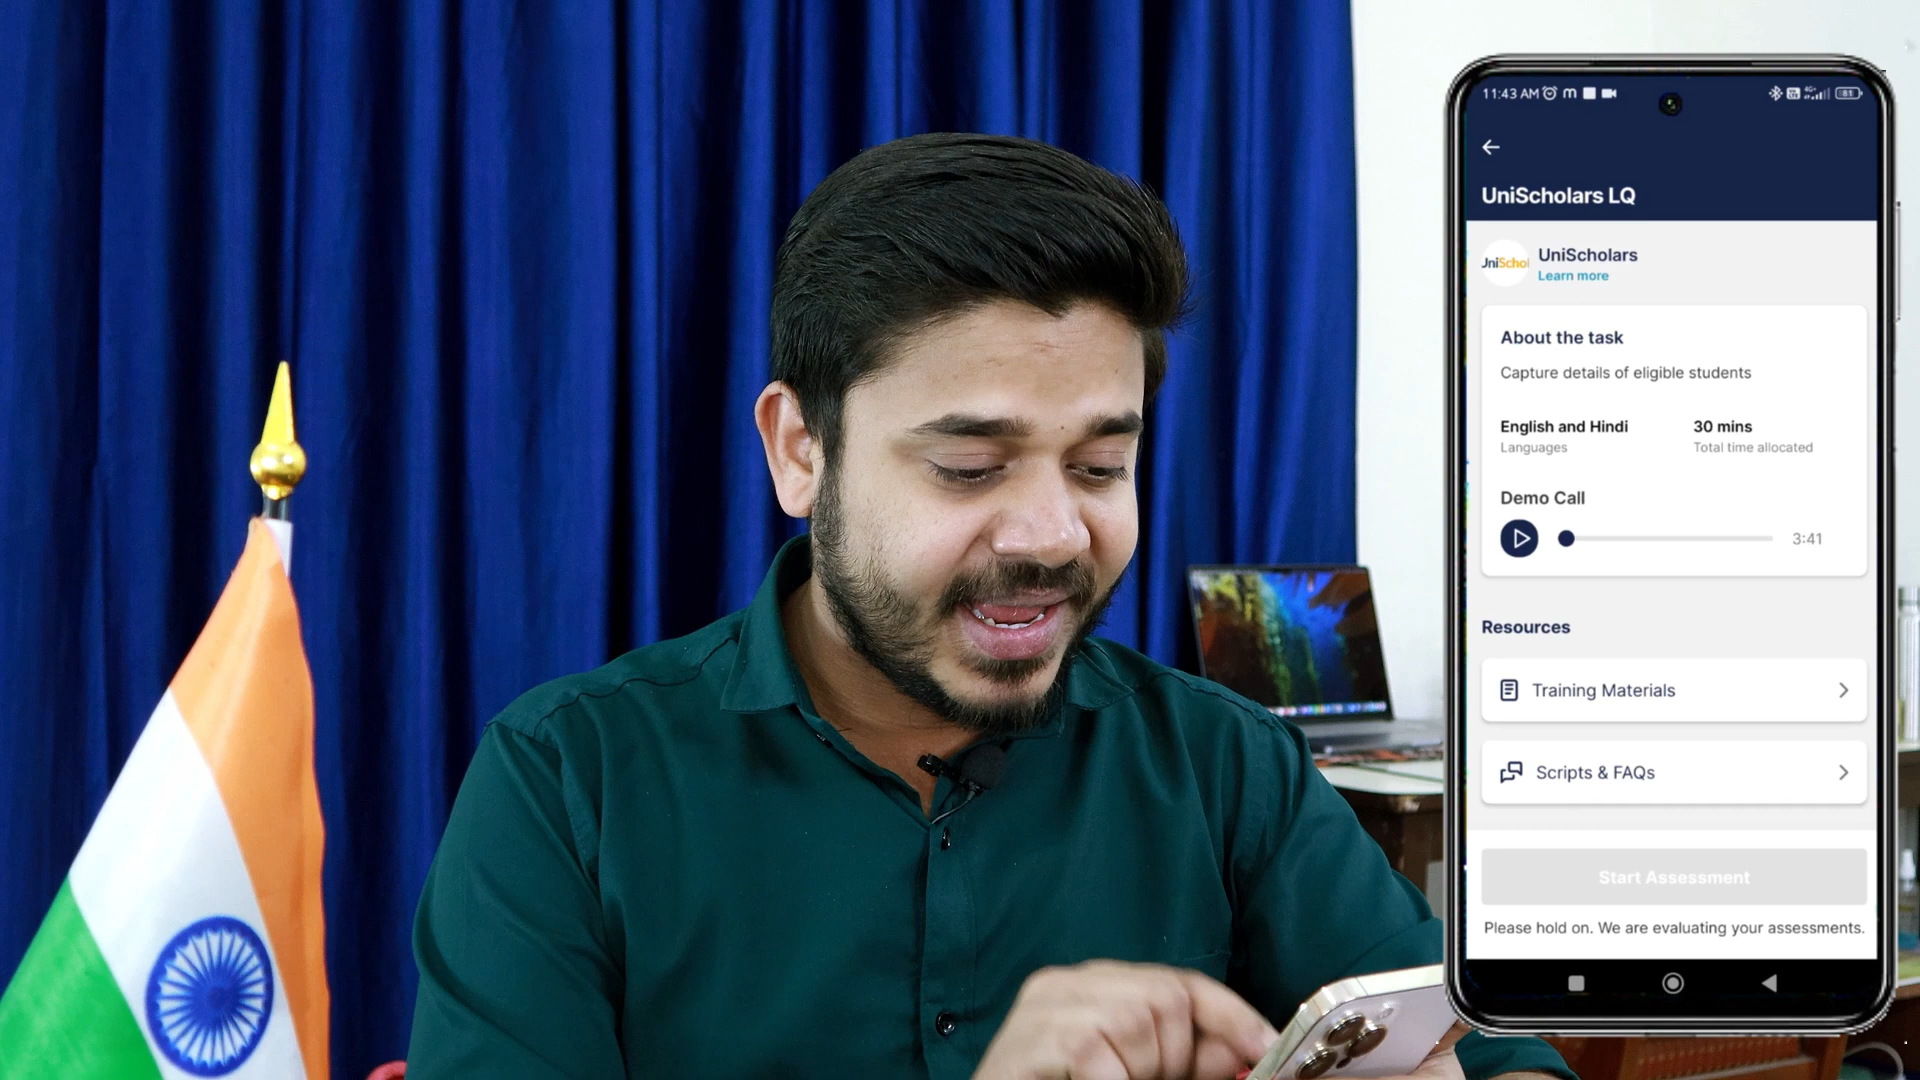 11:43 AM
UniScholars LQ
JniSchol
UniScholars
Learn more
About the task
Capture details of eligible students
English and Hindi
30 mins
Languages
Total time allocated
Demo Call
3:41
Resources
Training Materials
Scripts & FAQs
Start Assessment
Please hold on. We are evaluating your assessments.